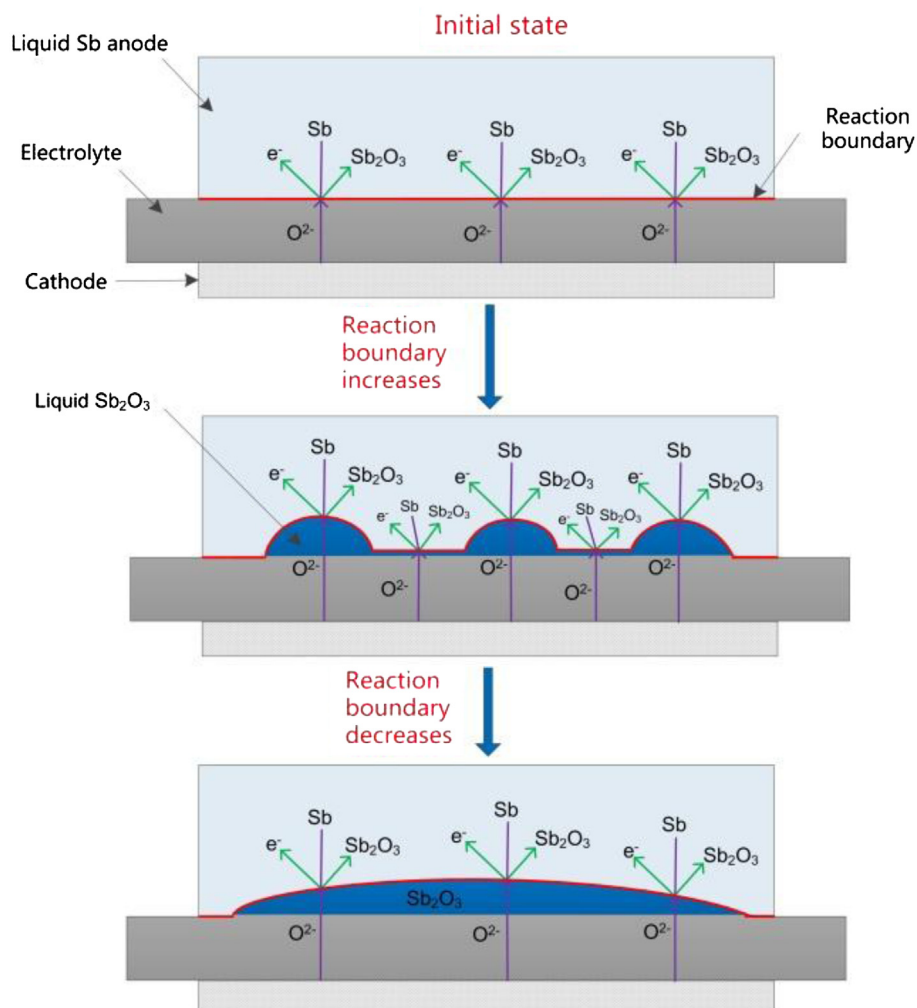 Initial state
Liquid Sb anode
Reaction
boundary
Sb
Sb
Sb
e⁻
Sb₂O₃
e⁻
Sb₂O₃
e⁻
Sb₂O₃
Electrolyte
O²⁻
O²⁻
O²⁻
Cathode
Reaction
boundary
increases
Liquid Sb₂O₃
Sb
Sb
Sb
e⁻
Sb₂O₃
e⁻
Sb₂O₃
e⁻
Sb₂O₃
e⁻
Sb
Sb₂O₃
e⁻
Sb
Sb₂O₃
O²⁻
O²⁻
O²⁻
O²⁻
O²⁻
Reaction
boundary
decreases
Sb
Sb
Sb
e⁻
Sb₂O₃
e⁻
Sb₂O₃
e⁻
Sb₂O₃
Sb₂O₃
O²⁻
O²⁻
O²⁻